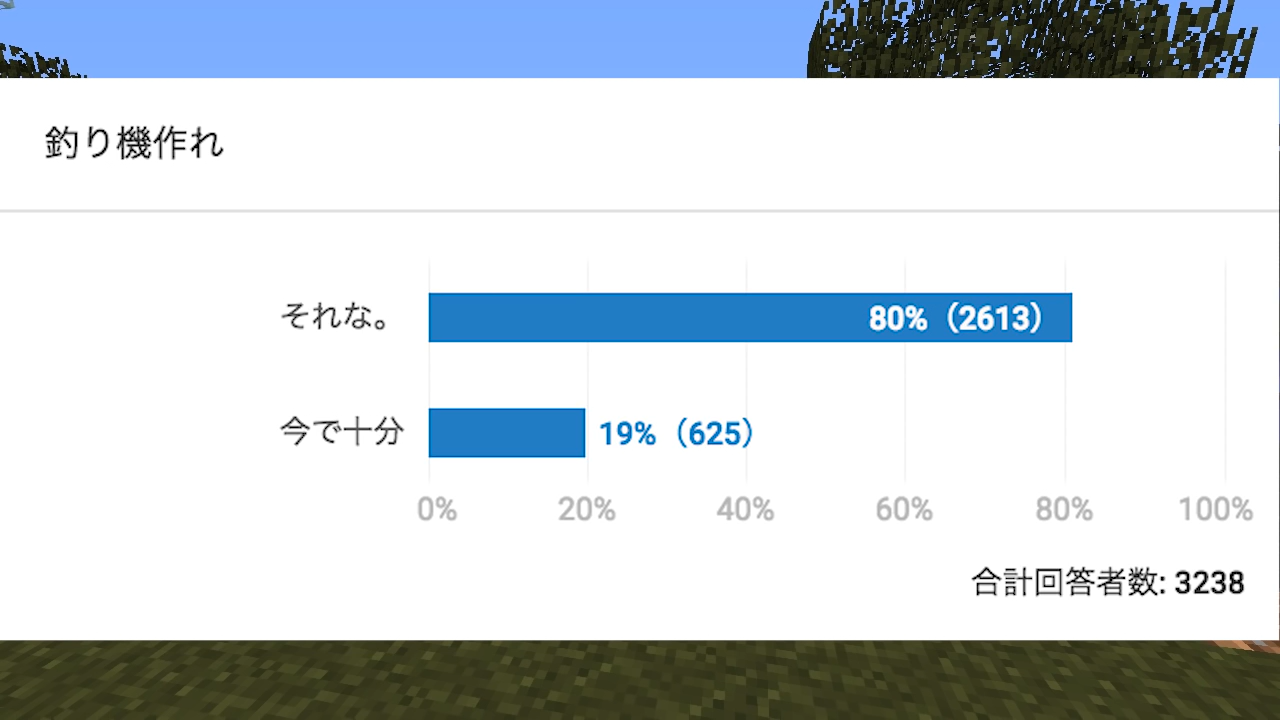 釣り機作れ
それな。 80%（2613）
今で十分 19%（625）
0% 20% 40% 60% 80% 100%
合計回答者数: 3238